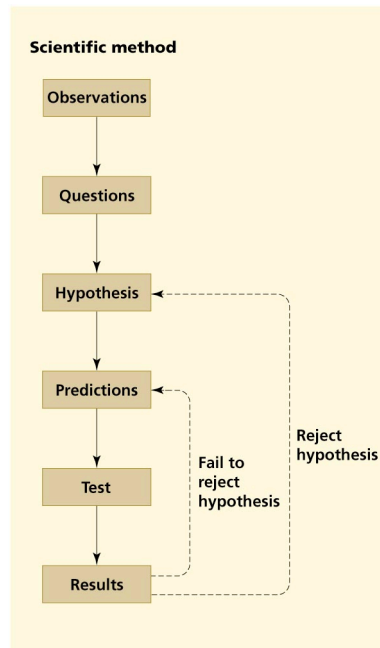 Scientific method
Observations
Questions
Hypothesis
Predictions
Test
Results
Fail to
reject
hypothesis
Reject
hypothesis